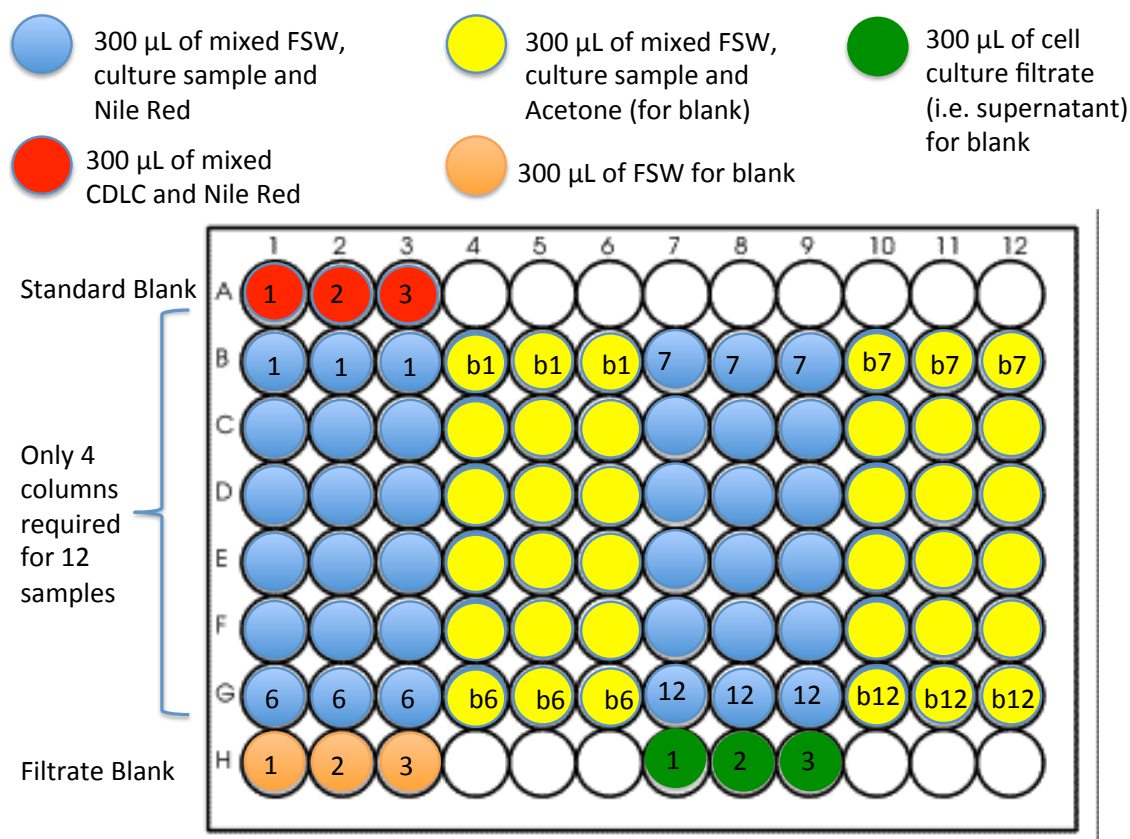 300 µL of mixed FSW,
culture sample and
Nile Red
300 µL of mixed FSW,
culture sample and
Acetone (for blank)
300 µL of cell
culture filtrate
(i.e. supernatant)
for blank
300 µL of mixed
CDLC and Nile Red
300 µL of FSW for blank
1 2 3 4 5 6 7 8 9 10 11 12
Standard Blank
A 1 2 3
B 1 1 1 b1 b1 b1 7 7 7 b7 b7 b7
C
Only 4
columns
required
for 12
samples
D
E
F
G 6 6 6 b6 b6 b6 12 12 12 b12 b12 b12
Filtrate Blank
H 1 2 3 1 2 3